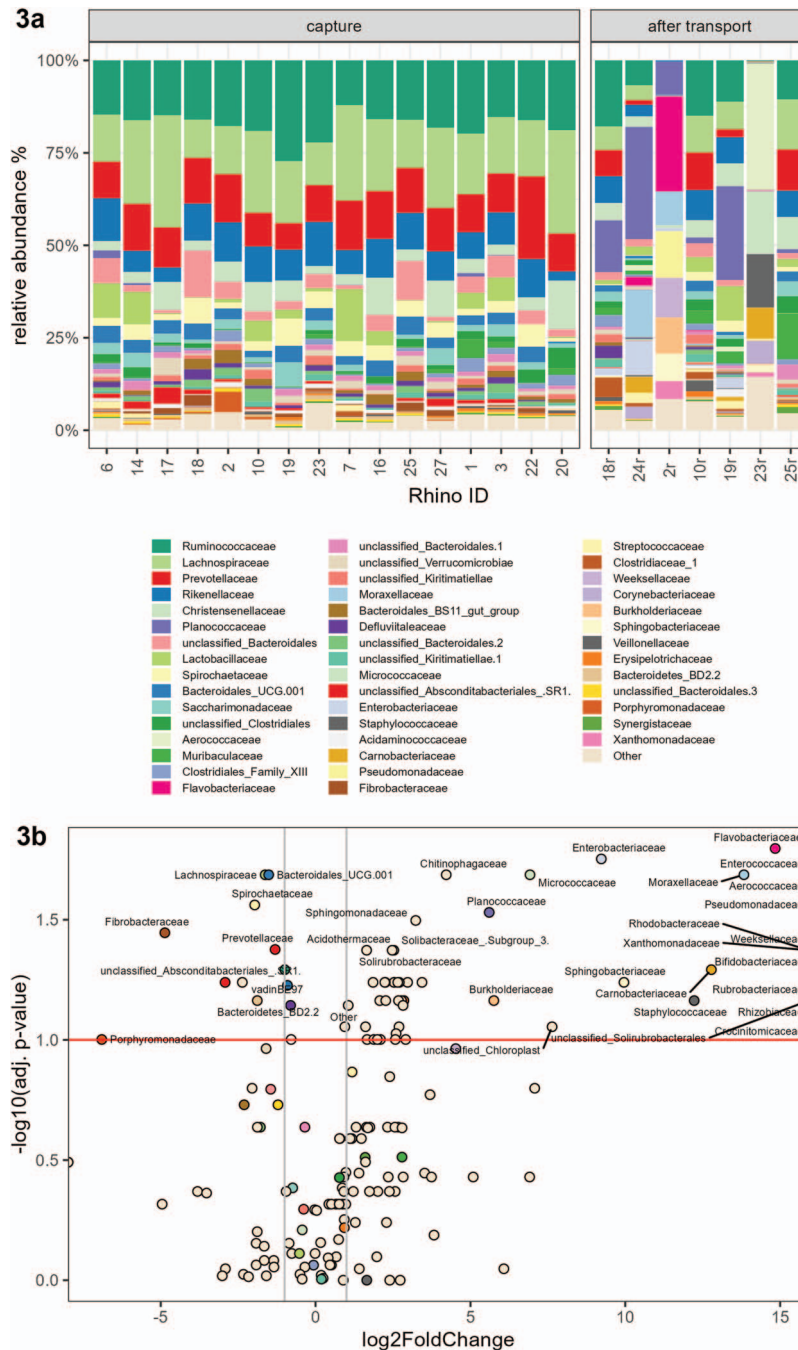 3a
capture
after transport
100%
75%
50%
25%
0%
relative abundance %
6 14 17 18 2 10 19 23 7 16 25 27 1 3 22 20
18r 24r 2r 10r 19r 23r 25r
Rhino ID
Ruminococcaceae
Lachnospiraceae
Prevotellaceae
Rikenellaceae
Christensenellaceae
Planococcaceae
unclassified_Bacteroidales
Lactobacillaceae
Spirochaetaceae
Bacteroidales_UCG.001
Saccharimonadaceae
unclassified_Clostridiales
Aerococcaceae
Muribaculaceae
Clostridiales_Family_XIII
Flavobacteriaceae
unclassified_Bacteroidales.1
unclassified_Verrucomicrobiae
unclassified_Kiritimatiellae
Moraxellaceae
Bacteroidales_BS11_gut_group
Defluviitaleaceae
unclassified_Bacteroidales.2
unclassified_Kiritimatiellae.1
Micrococcaceae
unclassified_Absconditabacteriales_.SR1.
Enterobacteriaceae
Staphylococcaceae
Acidaminococcaceae
Carnobacteriaceae
Pseudomonadaceae
Fibrobacteraceae
Streptococcaceae
Clostridiaceae_1
Weeksellaceae
Corynebacteriaceae
Burkholderiaceae
Sphingobacteriaceae
Veillonellaceae
Erysipelotrichaceae
Bacteroidetes_BD2.2
unclassified_Bacteroidales.3
Porphyromonadaceae
Synergistaceae
Xanthomonadaceae
Other
3b
Flavobacteriaceae
Enterobacteriaceae
Enterococcaceae
Lachnospiraceae
Bacteroidales_UCG.001
Chitinophagaceae
Micrococcaceae
Moraxellaceae
Aerococcaceae
Spirochaetaceae
Planococcaceae
Pseudomonadaceae
Sphingomonadaceae
Fibrobacteraceae
Rhodobacteraceae
Prevotellaceae
Acidothermaceae
Solibacteraceae_.Subgroup_3.
Weeksellaceae
Xanthomonadaceae
Solirubrobacteraceae
Bifidobacteriaceae
unclassified_Absconditabacteriales_.SR1.
Sphingobacteriaceae
vadinBE97
Burkholderiaceae
Carnobacteriaceae
Rubrobacteriaceae
Bacteroidetes_BD2.2
Other
Staphylococcaceae
Rhizobiaceae
Crocinitomicaceae
Porphyromonadaceae
unclassified_Chloroplast
unclassified_Solirubrobacterales
1.5
1.0
0.5
0.0
-log10(adj. p-value)
-5 0 5 10 15
log2FoldChange